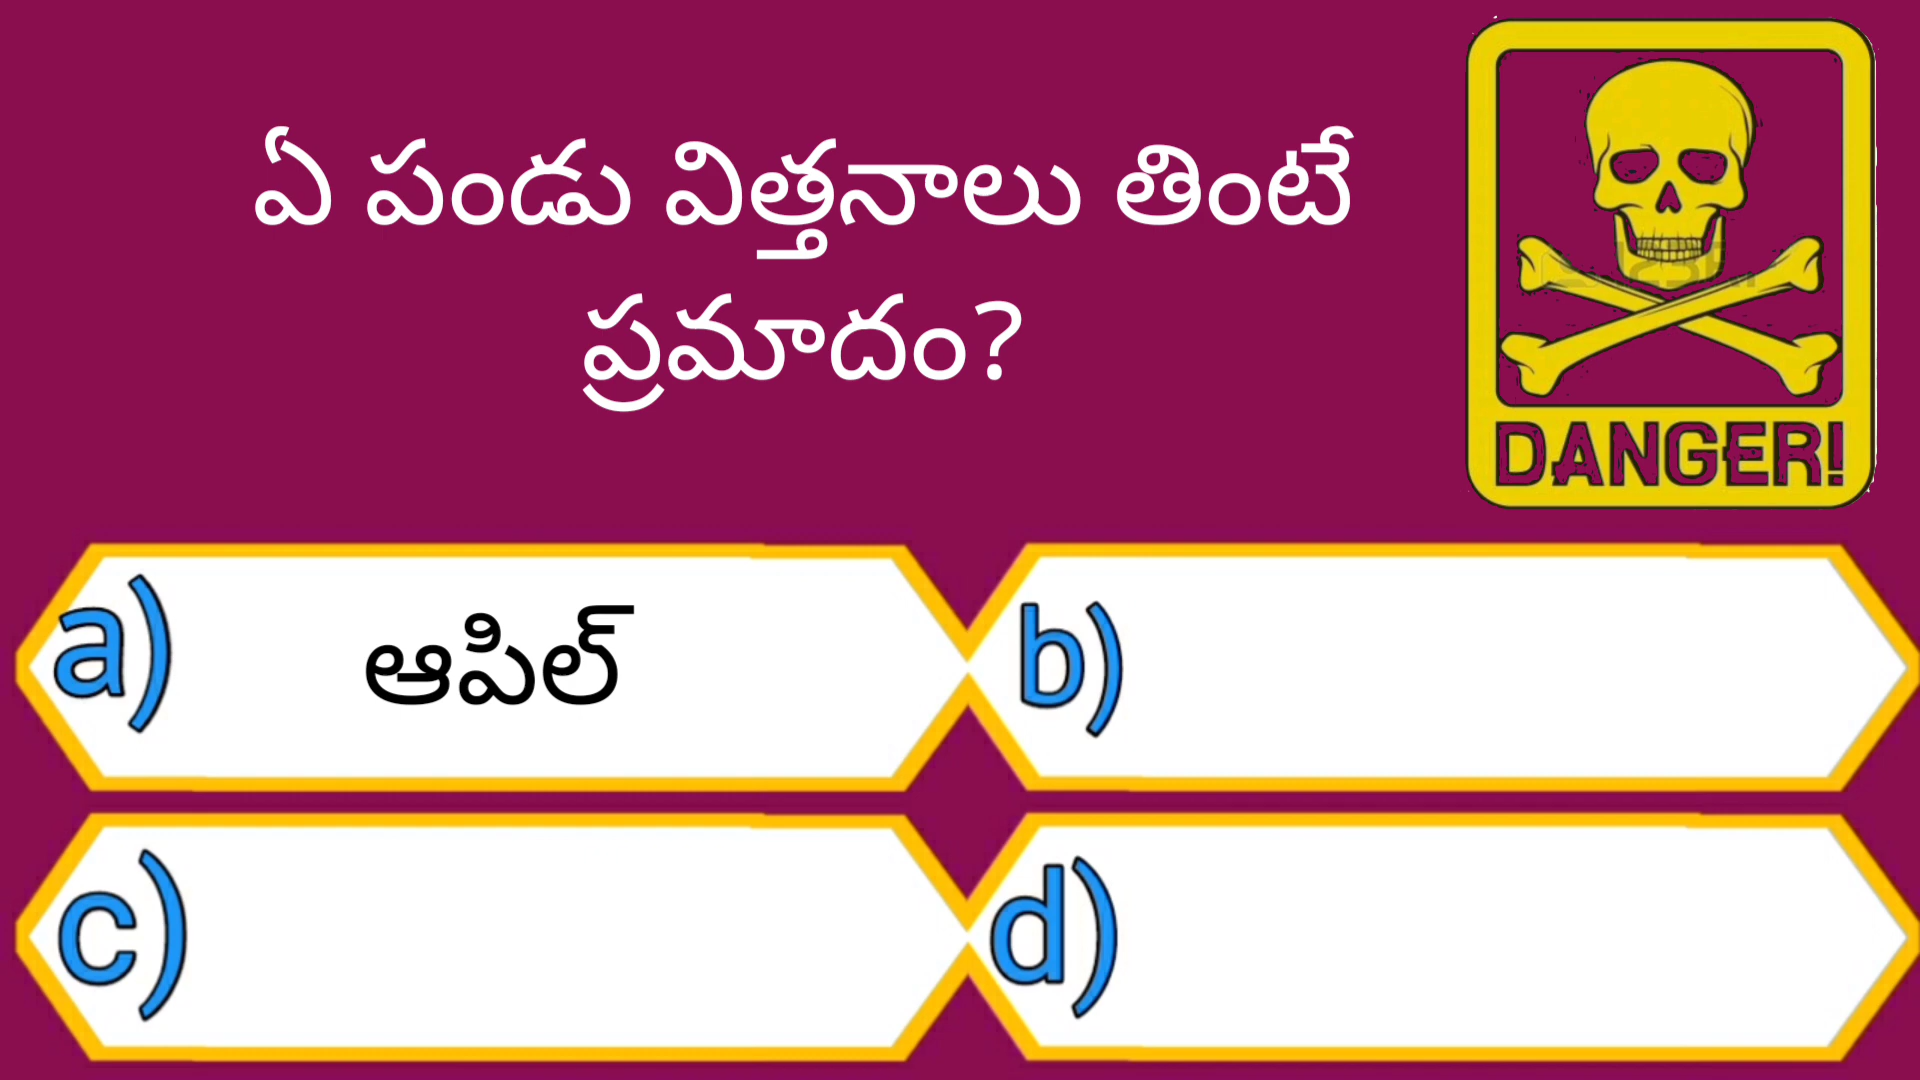 ఏ పండు విత్తనాలు తింటే
ప్రమాదం?
DANGER!
a) ఆపిల్
b)
c)
d)